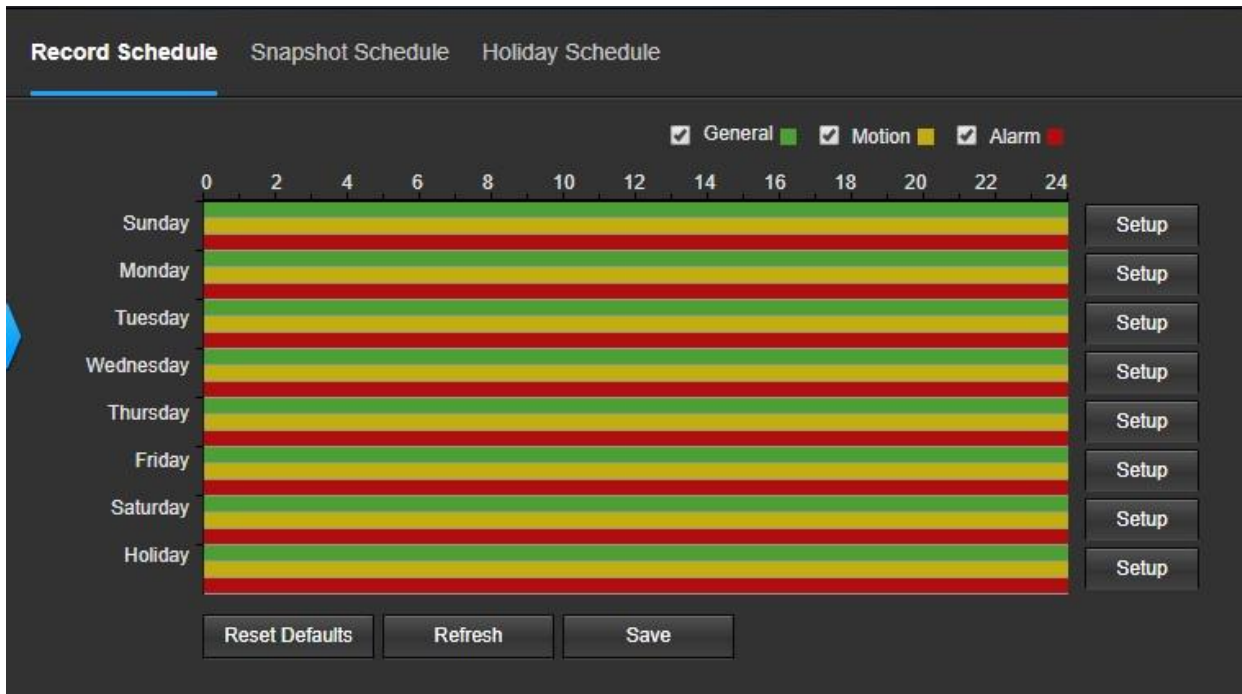 Record Schedule Snapshot Schedule Holiday Schedule
General Motion Alarm
0 2 4 6 8 10 12 14 16 18 20 22 24
Sunday Setup
Monday Setup
Tuesday Setup
Wednesday Setup
Thursday Setup
Friday Setup
Saturday Setup
Holiday Setup
Reset Defaults Refresh Save